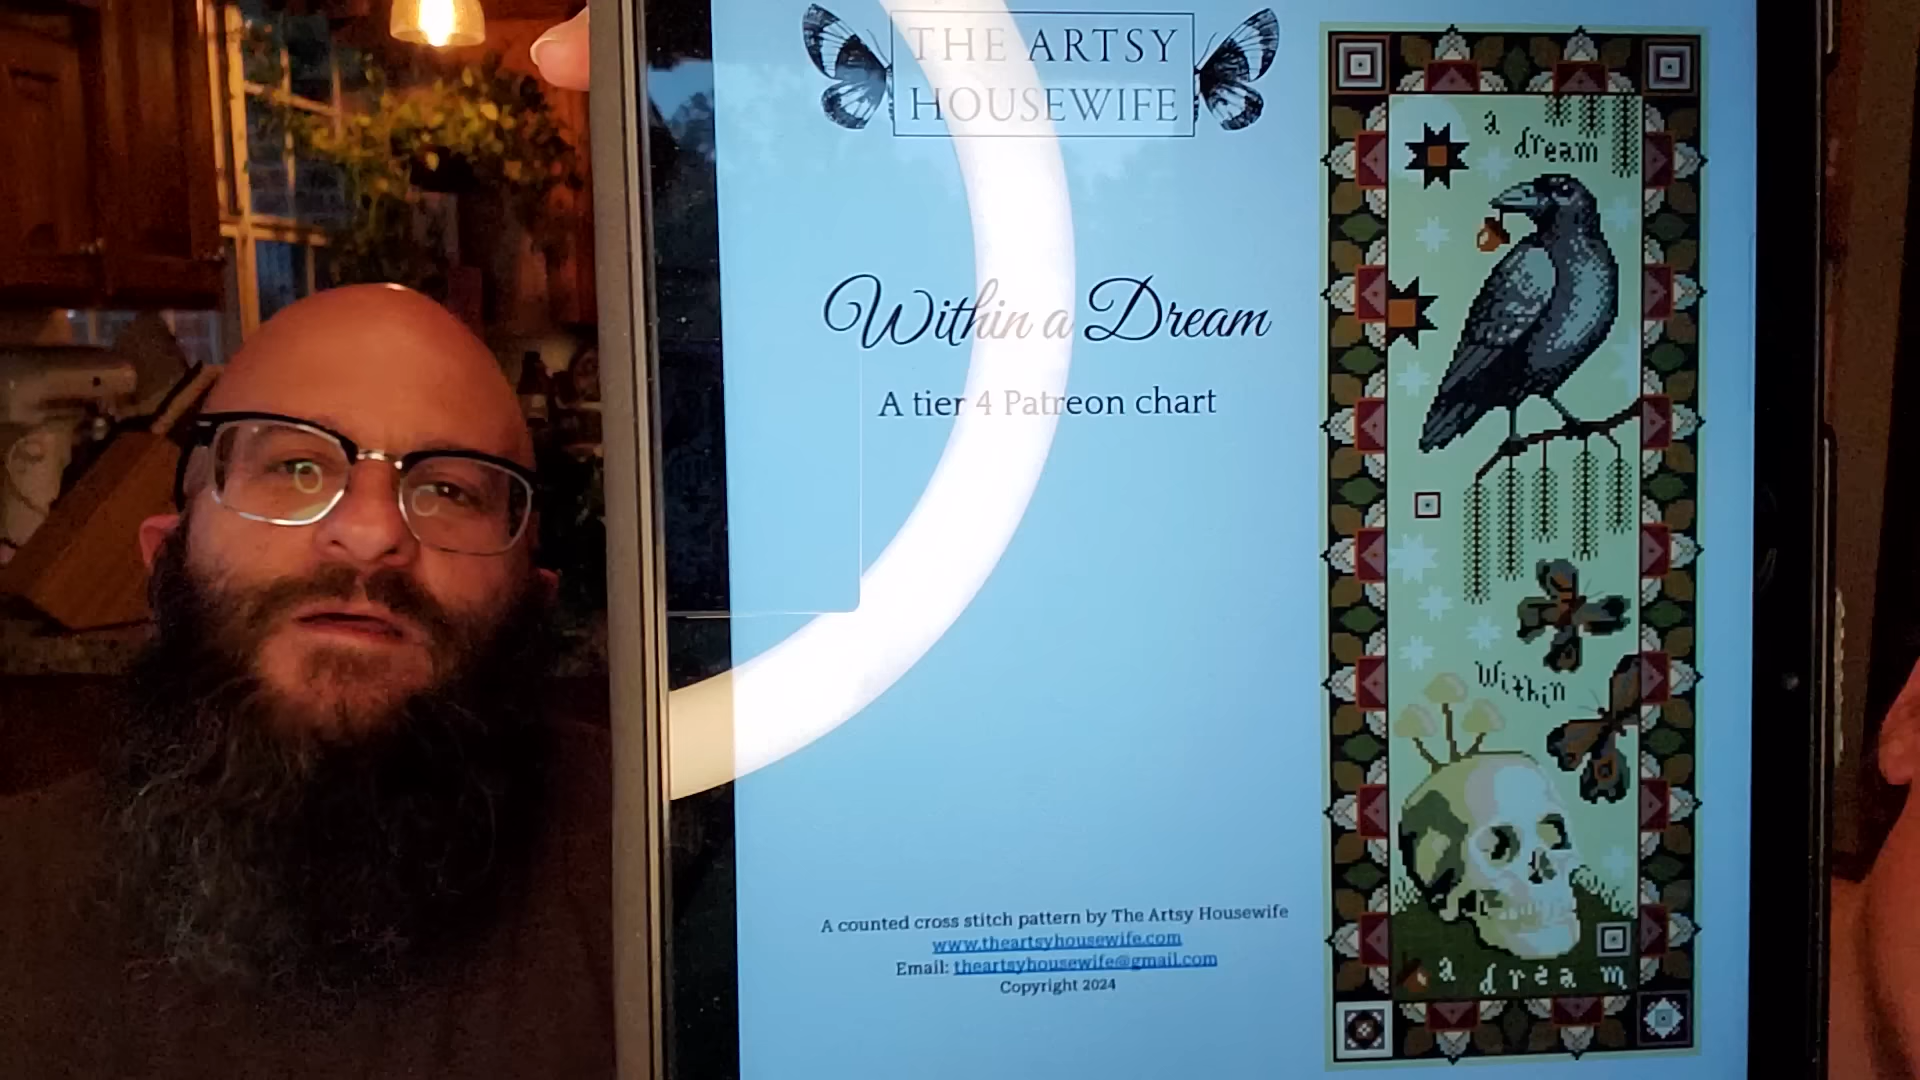 THE ARTSY
HOUSEWIFE
Within a Dream
A tier 4 Patreon chart
A counted cross stitch pattern by The Artsy Housewife
www.theartsyhousewife.com
Email: theartsyhousewife@gmail.com
Copyright 2024
a
dream
Within
a dream